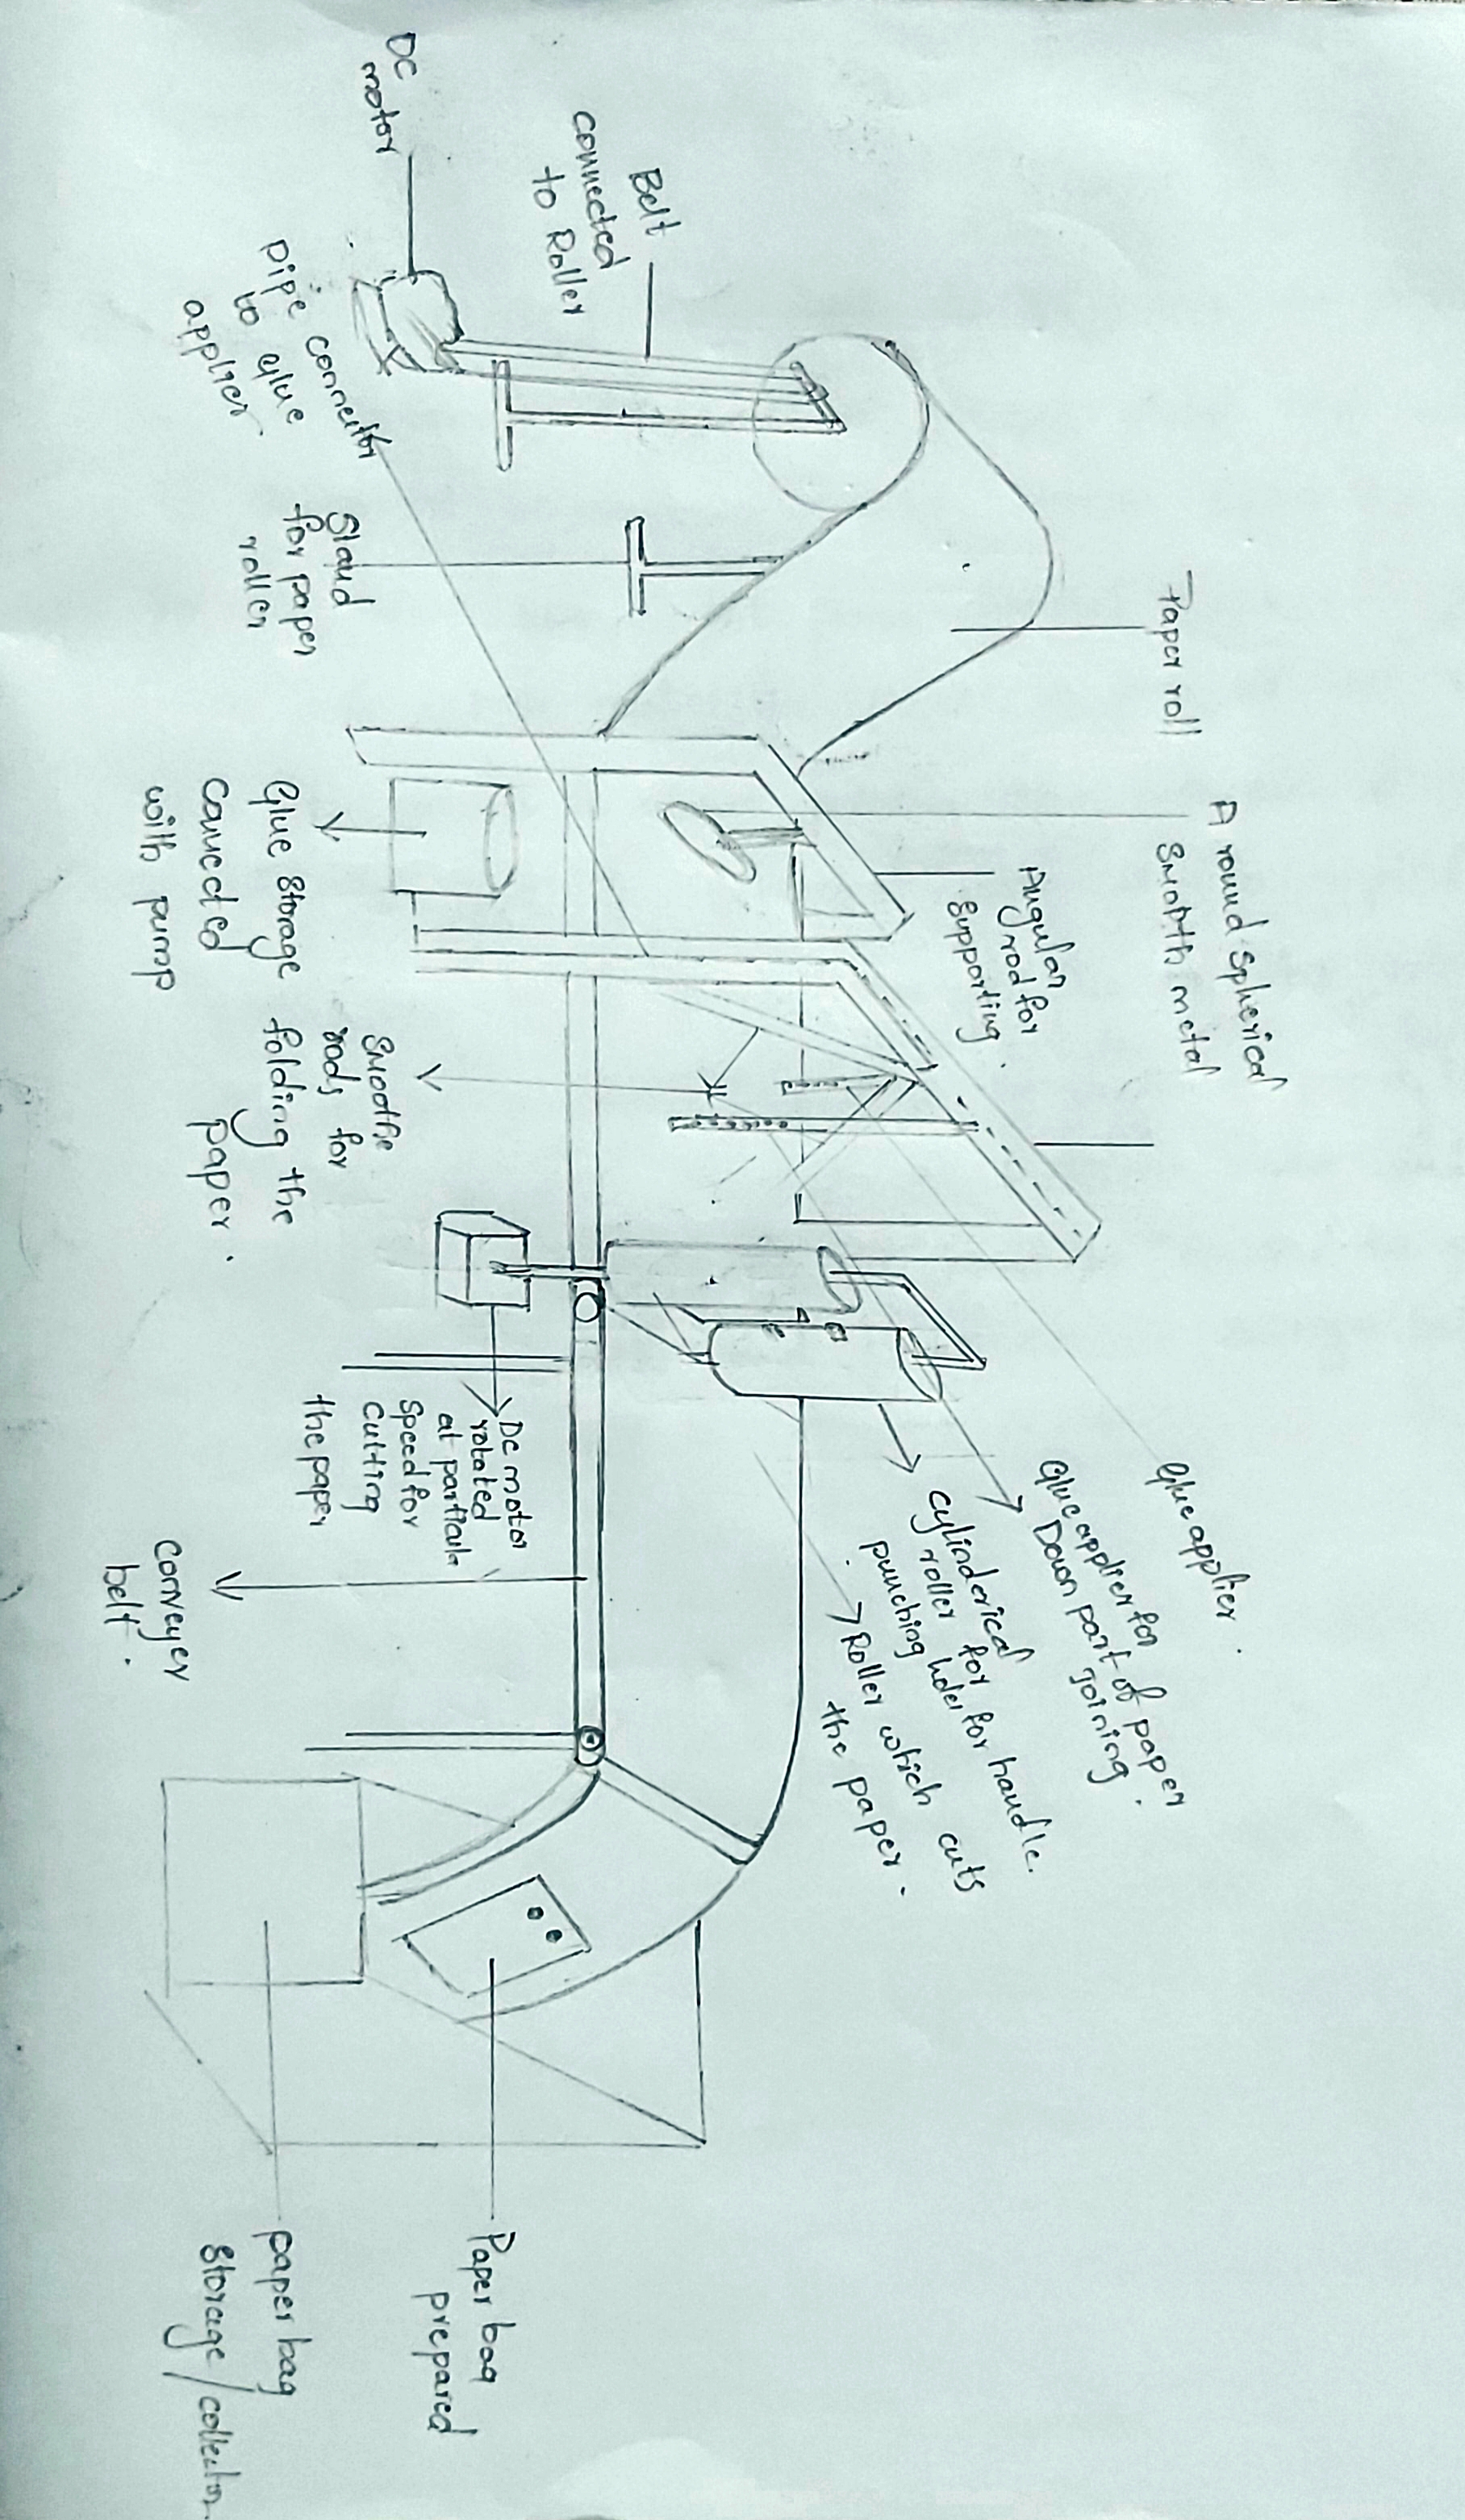 DC
motor
Belt
connected
to Roller
pipe connector
to glue
applier.
Stand
for paper
roller
Paper roll
A round spherical
smooth metal
Angular
rod for
supporting.
Glue storage
connected
with pump
Smooth
rods for
folding the
paper.
DC motor
rotated
at particular
speed for
cutting
the paper
Conveyer
belt.
Glue applier.
Glue applier for
Down part of paper
joining.
cylinderical
roller for
punching holes for handle.
Roller which cuts
the paper.
Paper bag
prepared
paper bag
storage/collector.